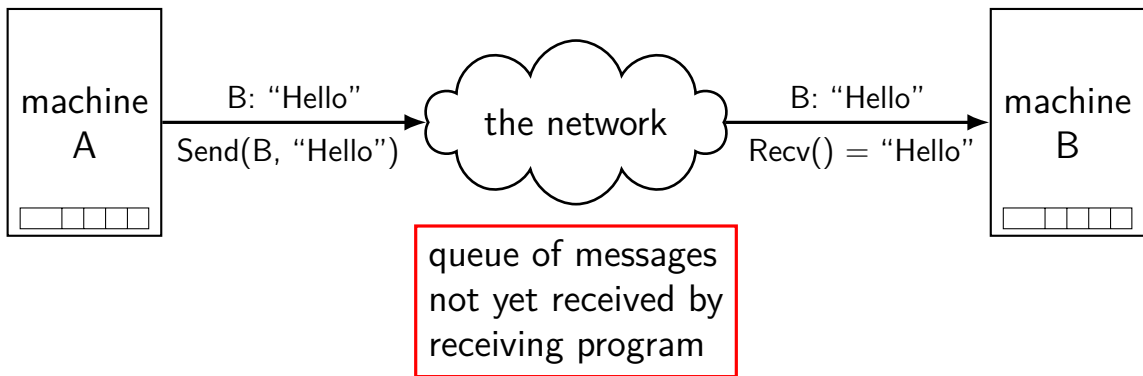 machine
A
B: “Hello”
Send(B, “Hello”)
the network
B: “Hello”
Recv() = “Hello”
machine
B
queue of messages
not yet received by
receiving program